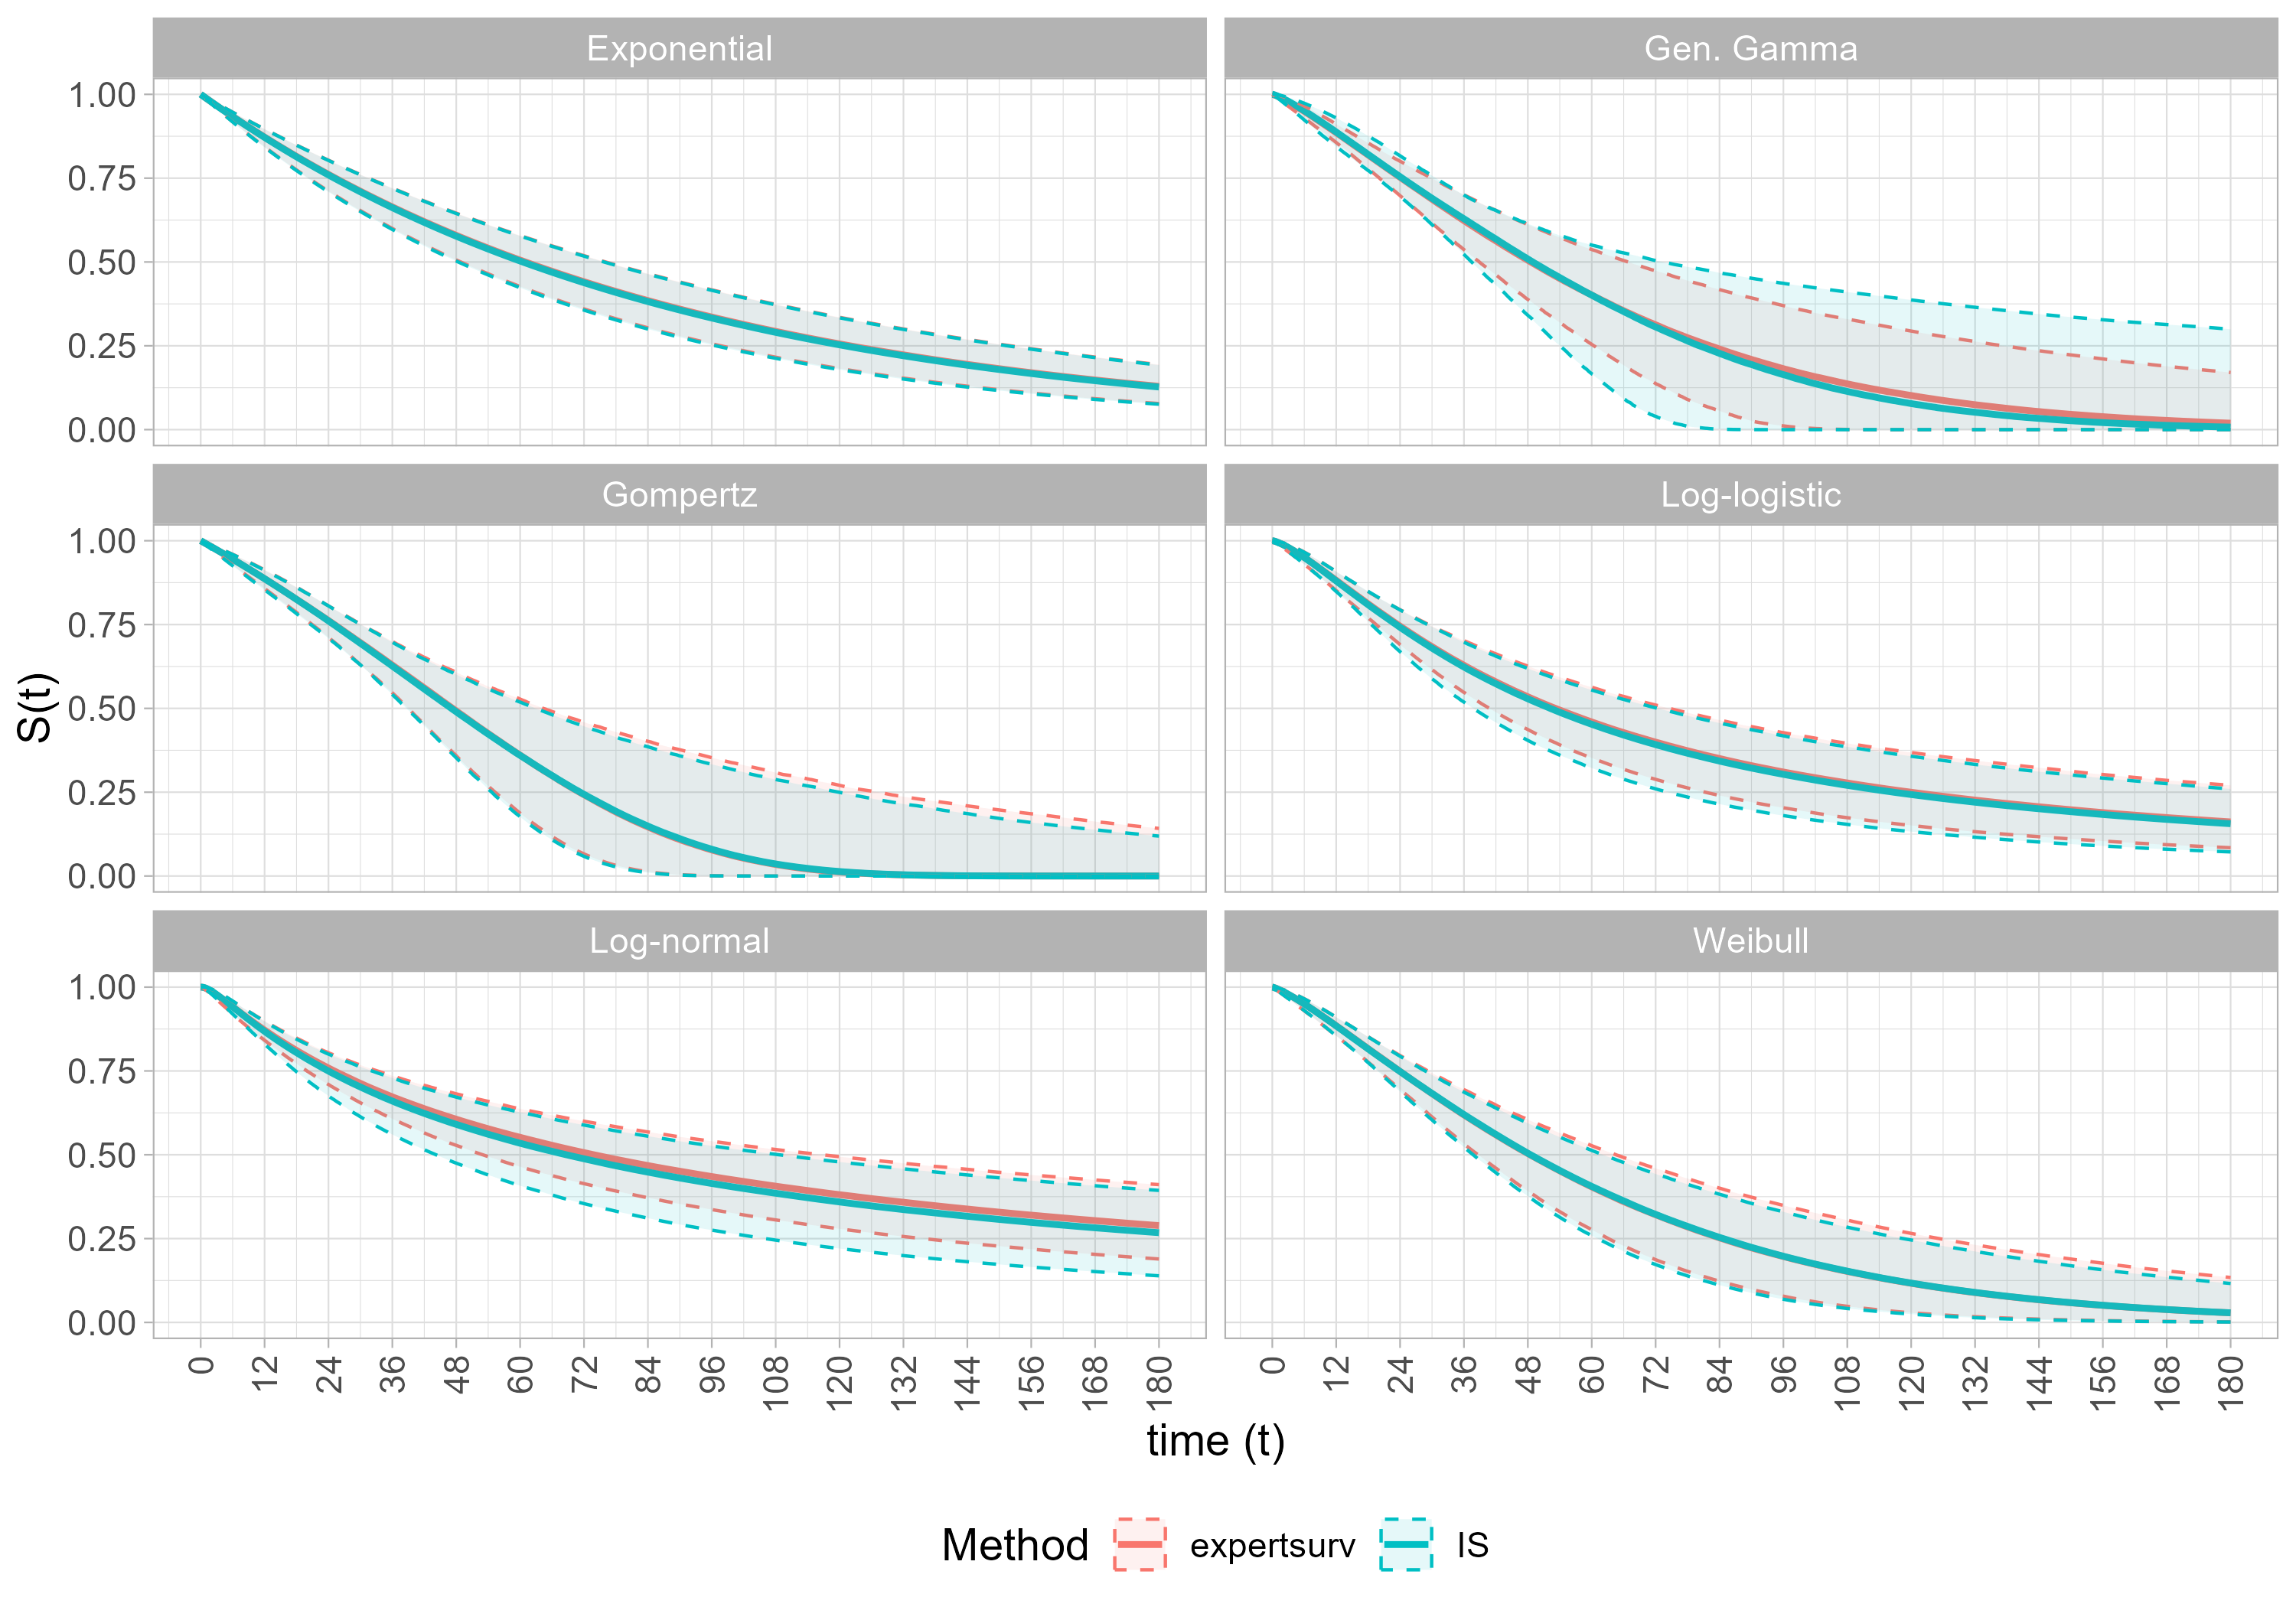 Exponential
Gen. Gamma
1.00
0.75
0.50
0.25
0.00
Gompertz
Log-logistic
1.00
0.75
0.50
0.25
0.00
S(t)
Log-normal
Weibull
1.00
0.75
0.50
0.25
0.00
0 12 24 36 48 60 72 84 96 108 120 132 144 156 168 180
0 12 24 36 48 60 72 84 96 108 120 132 144 156 168 180
time (t)
Method expertsurv IS